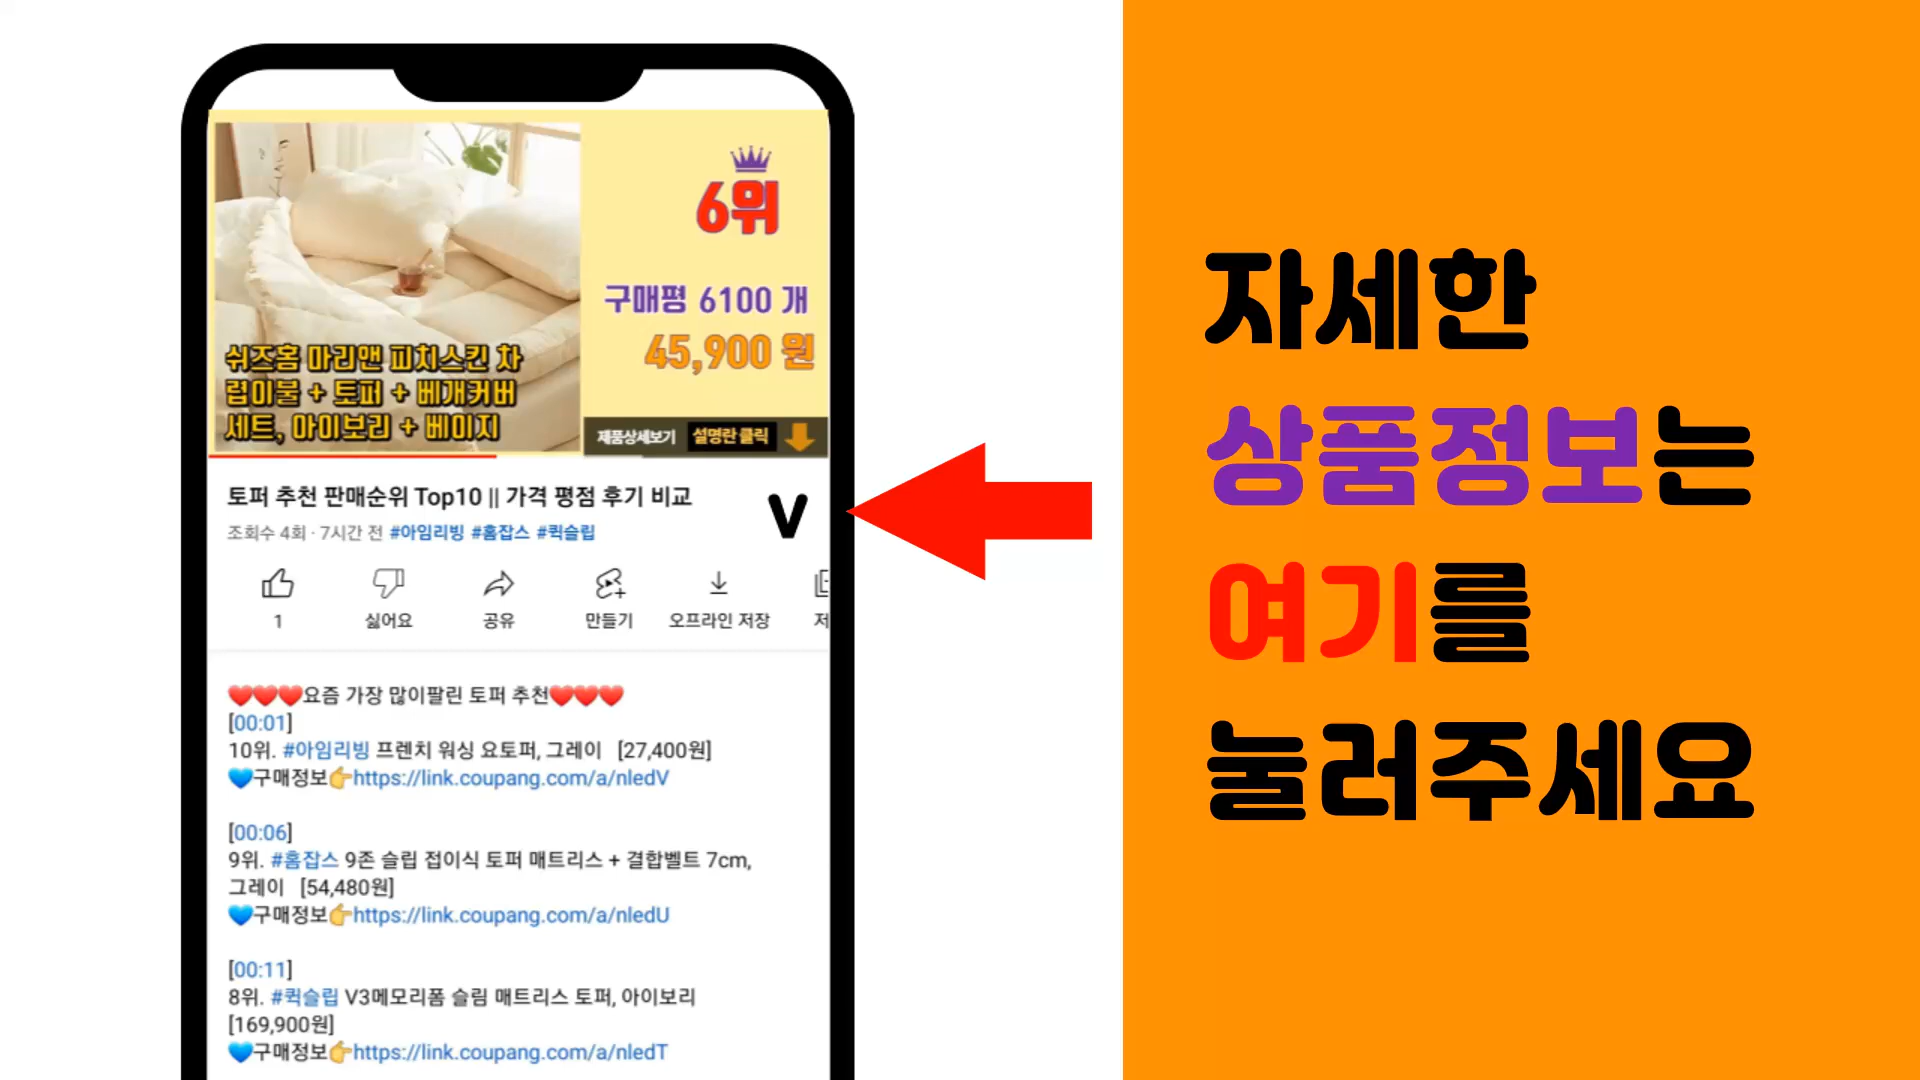 6위
구매평 6100 개
45,900 원
쉬즈홈 마리앤 피치스킨 차
렵이불 + 토퍼 + 베개커버
세트, 아이보리 + 베이지
제품상세보기 설명란 클릭
토퍼 추천 판매순위 Top10 || 가격 평점 후기 비교
V
조회수 4회 · 7시간 전 #아임리빙 #홈잡스 #퀵슬립
1 싫어요 공유 만들기 오프라인 저장 저
❤️❤️❤️요즘 가장 많이팔린 토퍼 추천❤️❤️❤️
[00:01]
10위. #아임리빙 프렌치 워싱 요토퍼, 그레이 [27,400원]
💙구매정보👉https://link.coupang.com/a/nledV
[00:06]
9위. #홈잡스 9존 슬립 접이식 토퍼 매트리스 + 결합벨트 7cm,
그레이 [54,480원]
💙구매정보👉https://link.coupang.com/a/nledU
[00:11]
8위. #퀵슬립 V3메모리폼 슬림 매트리스 토퍼, 아이보리
[169,900원]
💙구매정보👉https://link.coupang.com/a/nledT
자세한
상품정보는
여기를
눌러주세요